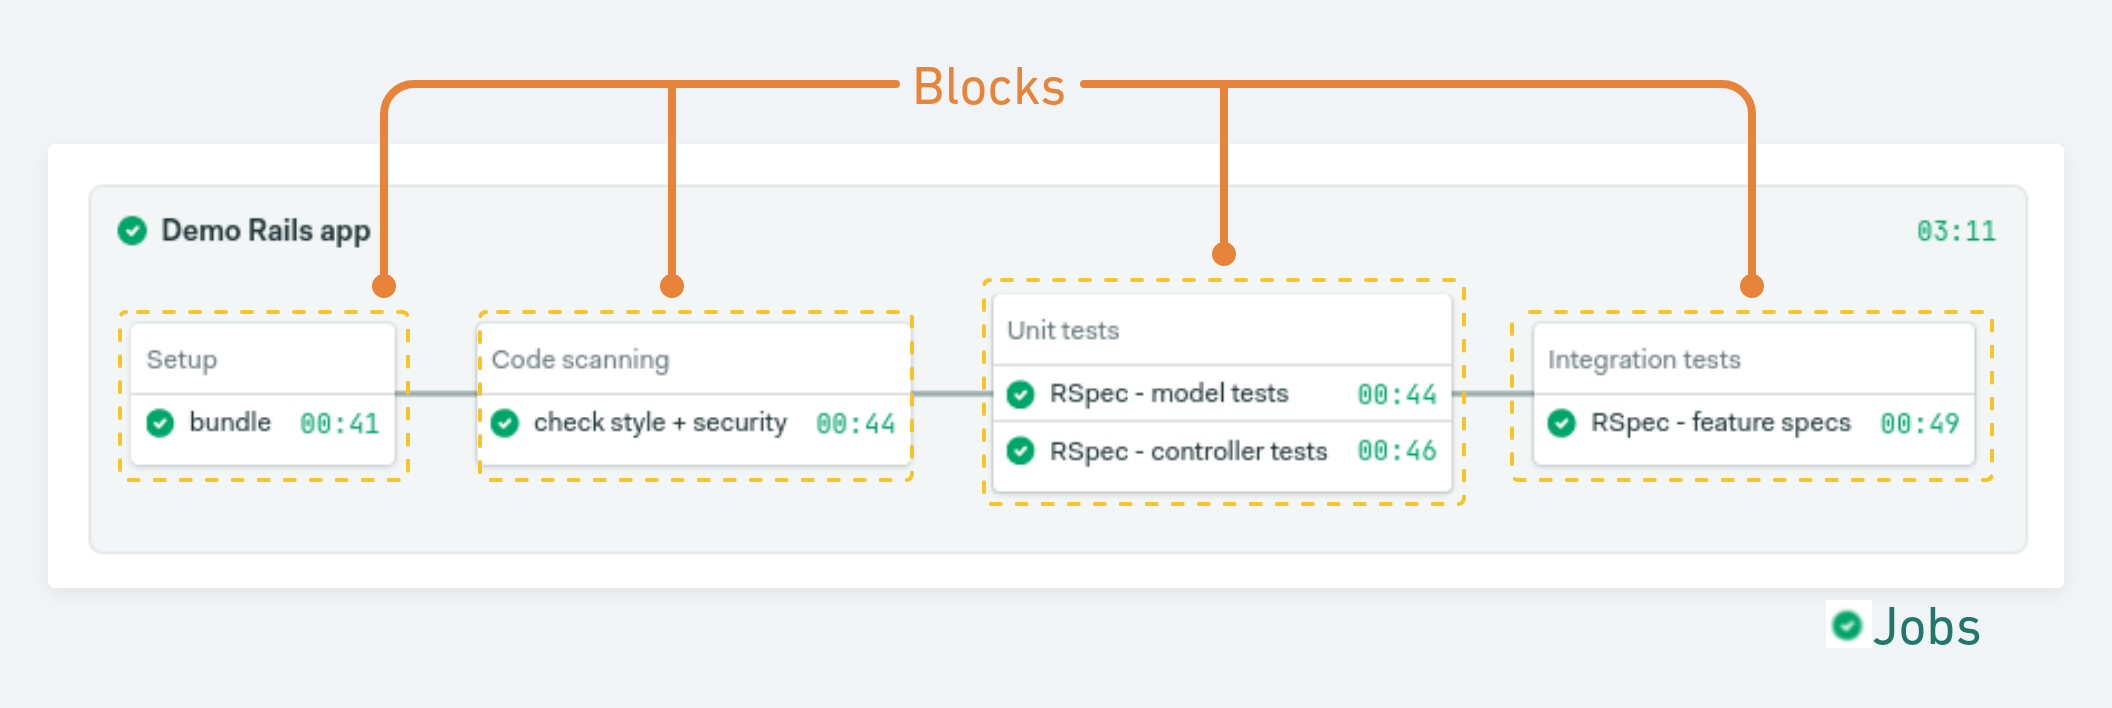 Blocks
Demo Rails app
03:11
Setup
bundle 00:41
Code scanning
check style + security 00:44
Unit tests
RSpec - model tests 00:44
RSpec - controller tests 00:46
Integration tests
RSpec - feature specs 00:49
Jobs